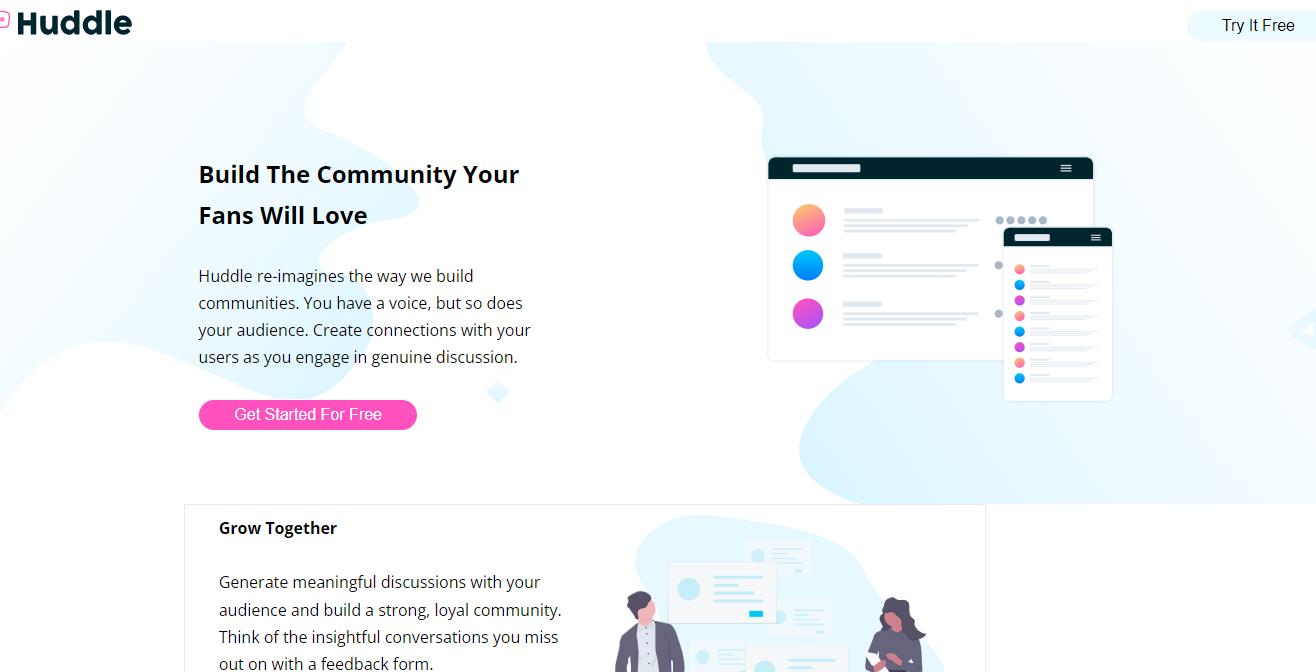 Huddle
Try It Free
Build The Community Your
Fans Will Love
Huddle re-imagines the way we build
communities. You have a voice, but so does
your audience. Create connections with your
users as you engage in genuine discussion.
Get Started For Free
Grow Together
Generate meaningful discussions with your
audience and build a strong, loyal community.
Think of the insightful conversations you miss
out on with a feedback form.